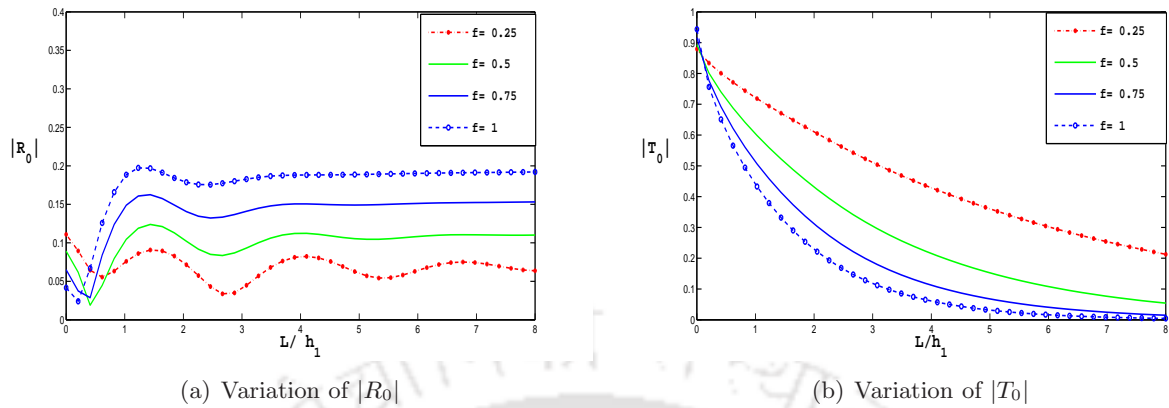 0.4
0.35
0.3
0.25
0.2
0.15
0.1
0.05
0
|R₀|
0 1 2 3 4 5 6 7 8
L/ h₁
f= 0.25
f= 0.5
f= 0.75
f= 1
(a) Variation of |R₀|
1
0.9
0.8
0.7
0.6
0.5
0.4
0.3
0.2
0.1
0
|T₀|
0 1 2 3 4 5 6 7 8
L/h₁
f= 0.25
f= 0.5
f= 0.75
f= 1
(b) Variation of |T₀|